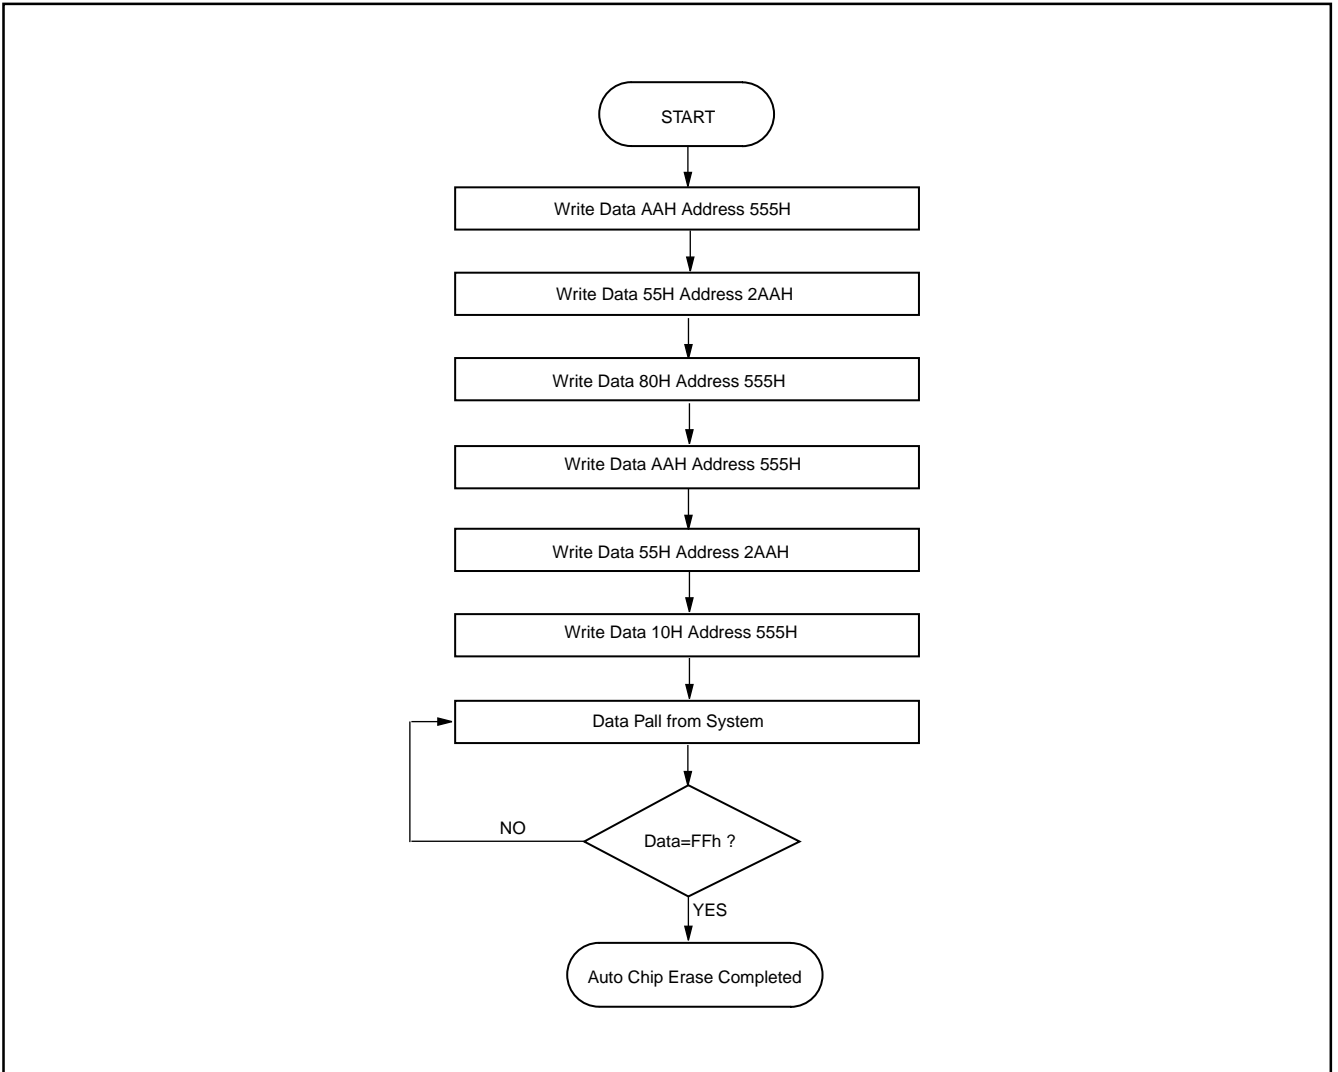 START
Write Data AAH Address 555H
Write Data 55H Address 2AAH
Write Data 80H Address 555H
Write Data AAH Address 555H
Write Data 55H Address 2AAH
Write Data 10H Address 555H
Data Pall from System
NO
Data=FFh ?
YES
Auto Chip Erase Completed